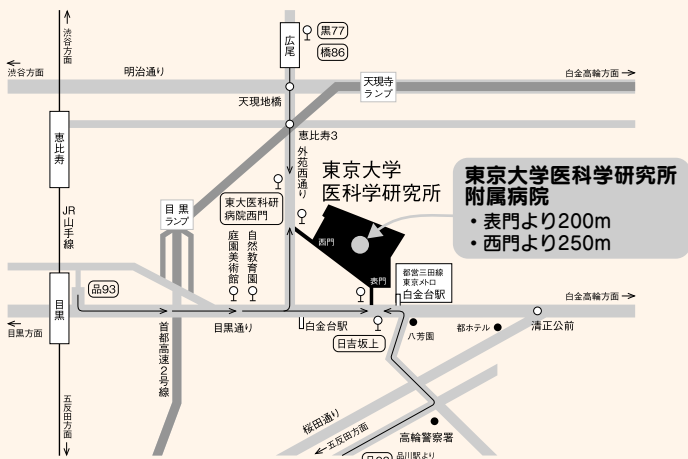 渋谷方面
渋谷方面
明治通り
広尾
黒77
橋86
天現寺
ランプ
白金高輪方面
天現地橋
恵比寿
恵比寿3
外苑西通り
東京大学
医科学研究所
東京大学医科学研究所
附属病院
・表門より200m
・西門より250m
目黒
ランプ
東大医科研
病院西門
JR山手線
庭園美術館
自然教育園
西門
表門
都営三田線
東京メトロ
白金台駅
品93
目黒
目黒方面
首都高速2号線
目黒通り
白金台駅
日吉坂上
八芳園
都ホテル
清正公前
白金高輪方面
五反田方面
桜田通り
五反田方面
高輪警察署
品川駅より